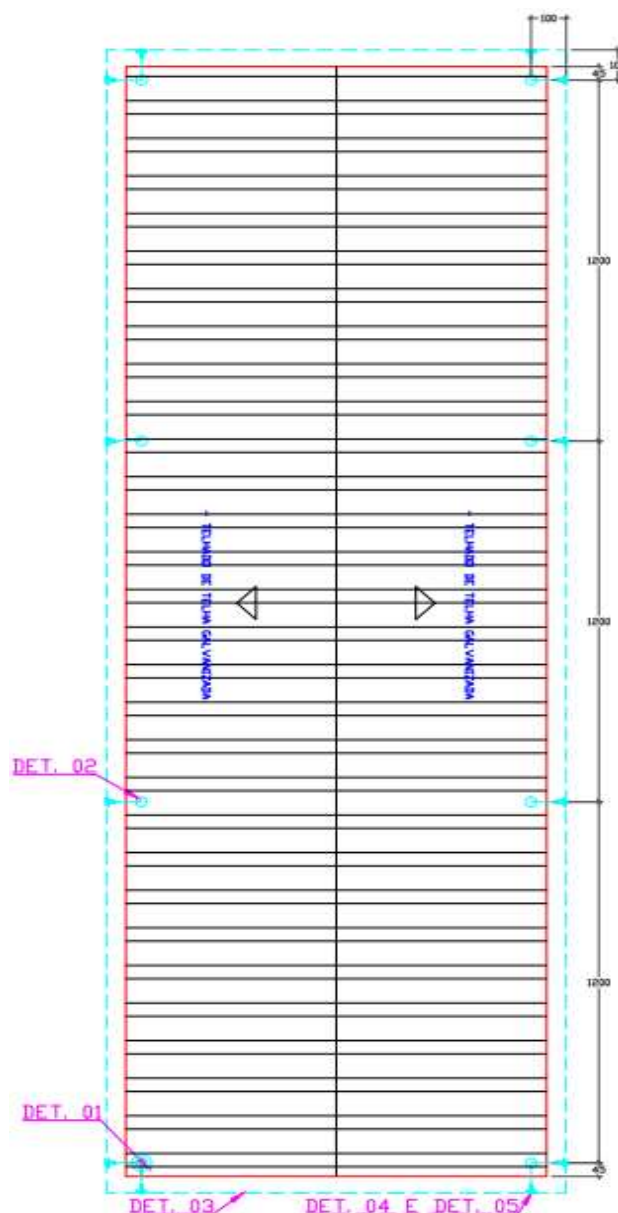 100
45
1200
- TELHADO DE TELHA GALVANIZADA
- TELHADO DE TELHA GALVANIZADA
1200
DET. 02
1200
DET. 01
45
DET. 03
DET. 04 E DET. 05